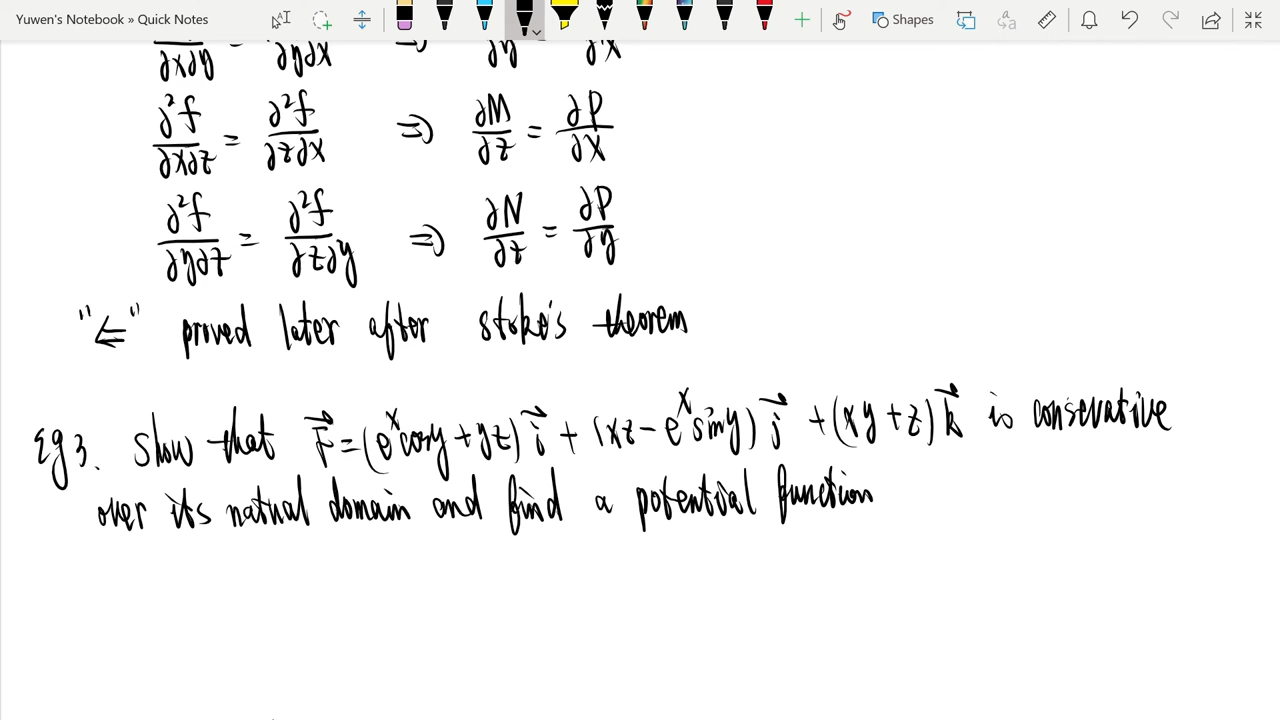 Yuwen's Notebook » Quick Notes
Shapes
∂x∂y = ∂y∂x ⇒ ∂y ∂x
∂²f/∂x∂z = ∂²f/∂z∂x ⇒ ∂M/∂z = ∂P/∂x
∂²f/∂y∂z = ∂²f/∂z∂y ⇒ ∂N/∂z = ∂P/∂y
"⇐" proved later after stoke's theorem
Eg 3. Show that F⃗ = (eˣcosy + yz) i⃗ + (xz − eˣsiny) j⃗ + (xy + z) k⃗ is conservative
over its natural domain and find a potential function